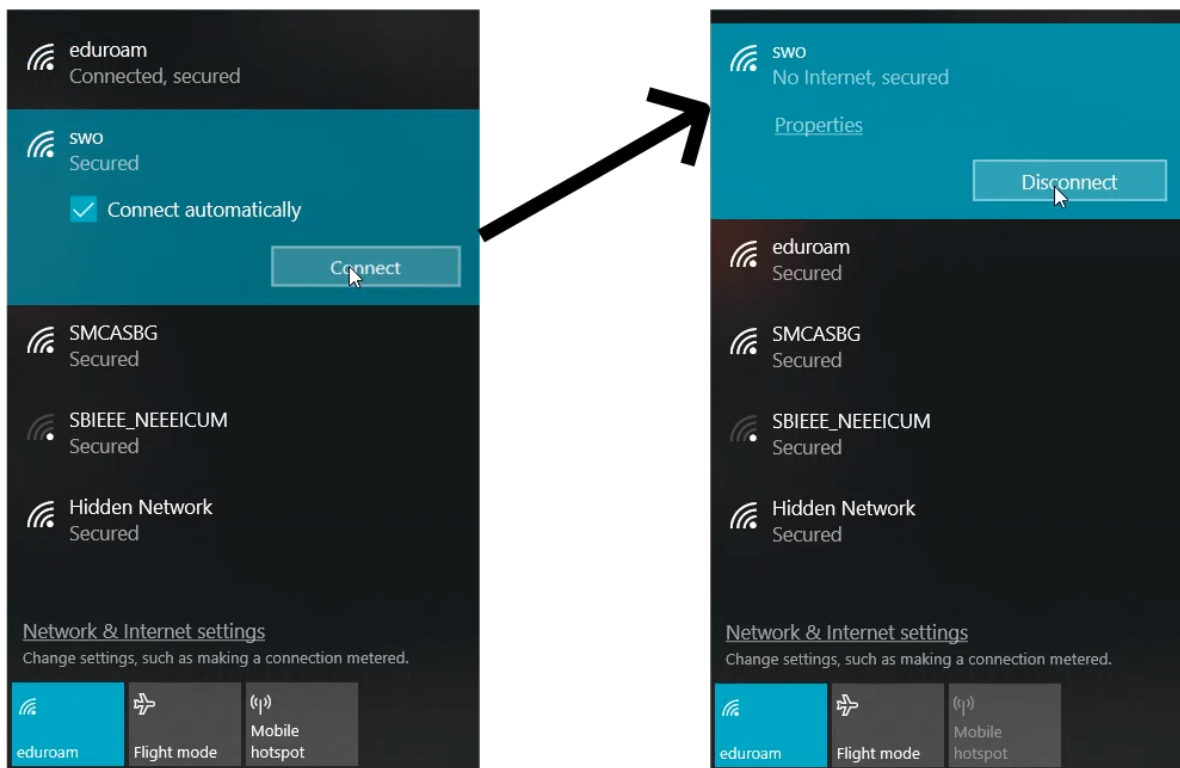 eduroam
Connected, secured
swo
Secured
Connect automatically
Connect
SMCASBG
Secured
SBIEEE_NEEEICUM
Secured
Hidden Network
Secured
Network & Internet settings
Change settings, such as making a connection metered.
eduroam
Flight mode
Mobile
hotspot
swo
No Internet, secured
Properties
Disconnect
eduroam
Secured
SMCASBG
Secured
SBIEEE_NEEEICUM
Secured
Hidden Network
Secured
Network & Internet settings
Change settings, such as making a connection metered.
eduroam
Flight mode
Mobile
hotspot